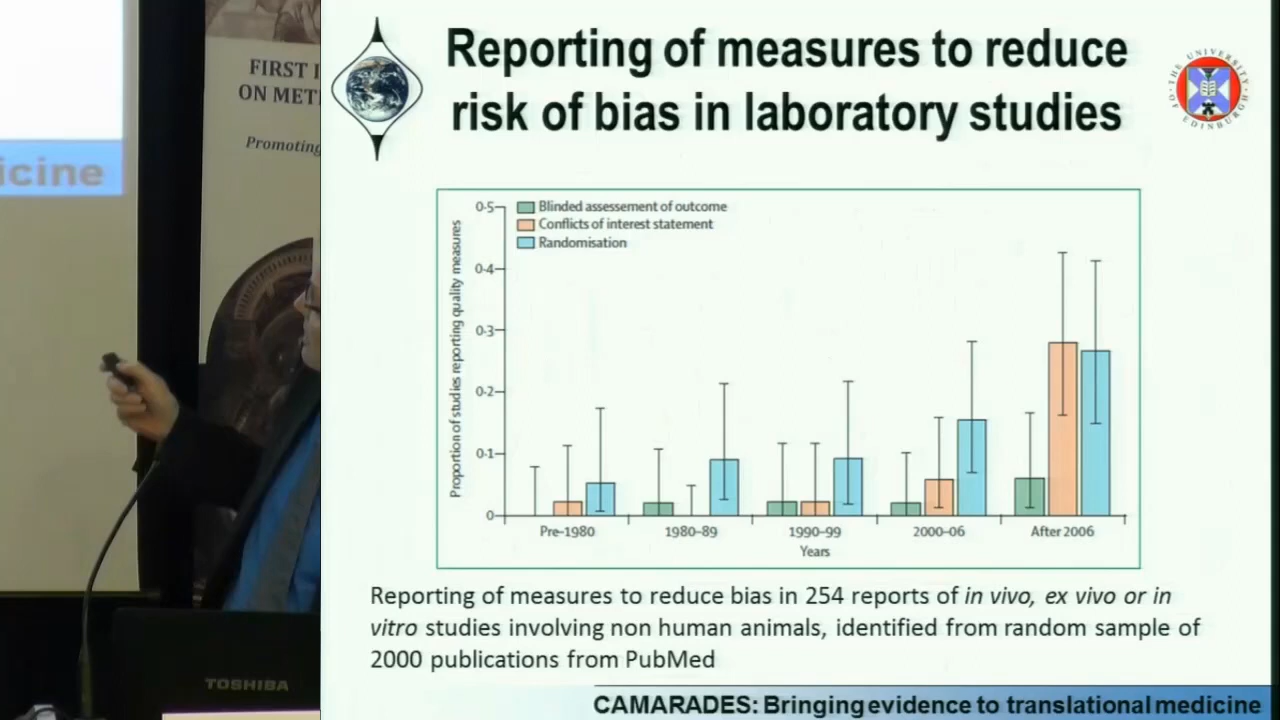 icine
FIRST I
ON MET
Promoting
TOSHIBA
Reporting of measures to reduce
risk of bias in laboratory studies
THE UNIVERSITY OF EDINBURGH
0·5
0·4
0·3
0·2
0·1
0
Proportion of studies reporting quality measures
Blinded assessement of outcome
Conflicts of interest statement
Randomisation
Pre–1980
1980–89
1990–99
2000–06
After 2006
Years
Reporting of measures to reduce bias in 254 reports of in vivo, ex vivo or in
vitro studies involving non human animals, identified from random sample of
2000 publications from PubMed
CAMARADES: Bringing evidence to translational medicine